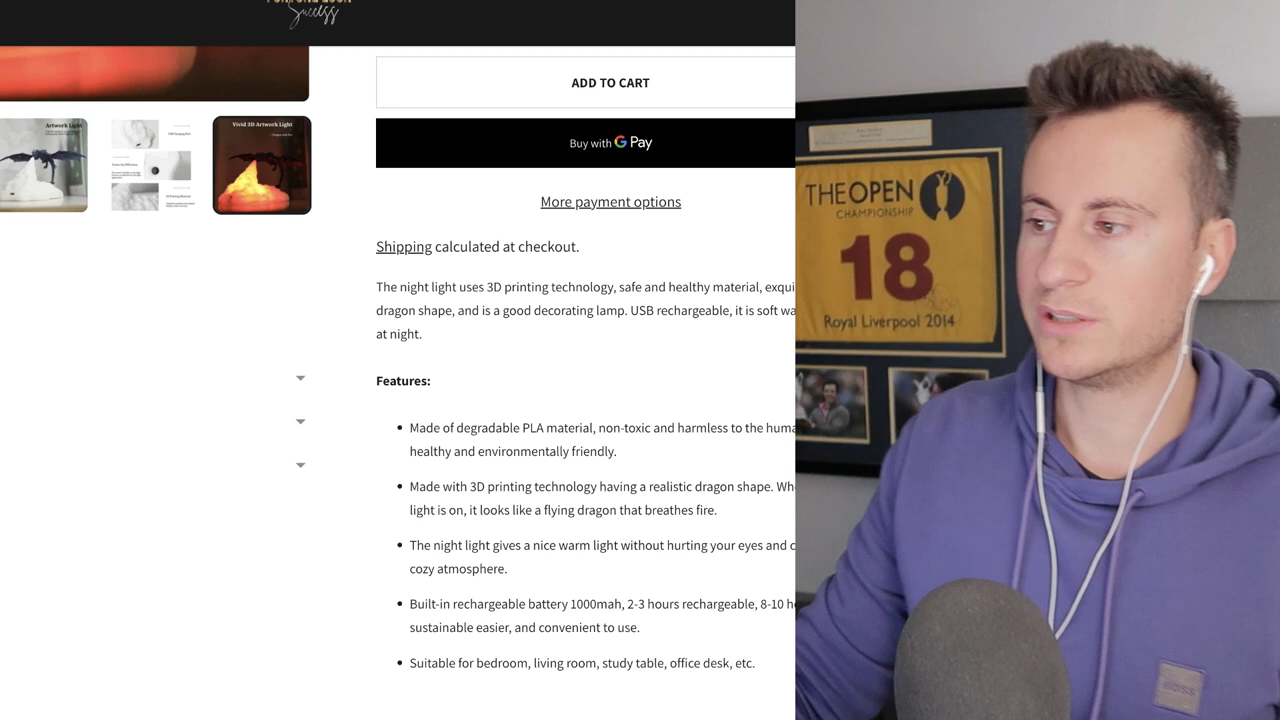 Success
Artwork Light
Vivid 3D Artwork Light
ADD TO CART
Buy with G Pay
More payment options
Shipping calculated at checkout.
The night light uses 3D printing technology, safe and healthy material, exqui
dragon shape, and is a good decorating lamp. USB rechargeable, it is soft wa
at night.
Features:
Made of degradable PLA material, non-toxic and harmless to the huma
healthy and environmentally friendly.
Made with 3D printing technology having a realistic dragon shape. Whe
light is on, it looks like a flying dragon that breathes fire.
The night light gives a nice warm light without hurting your eyes and c
cozy atmosphere.
Built-in rechargeable battery 1000mah, 2-3 hours rechargeable, 8-10 h
sustainable easier, and convenient to use.
Suitable for bedroom, living room, study table, office desk, etc.
THE OPEN
CHAMPIONSHIP
18
Royal Liverpool 2014
BOSS